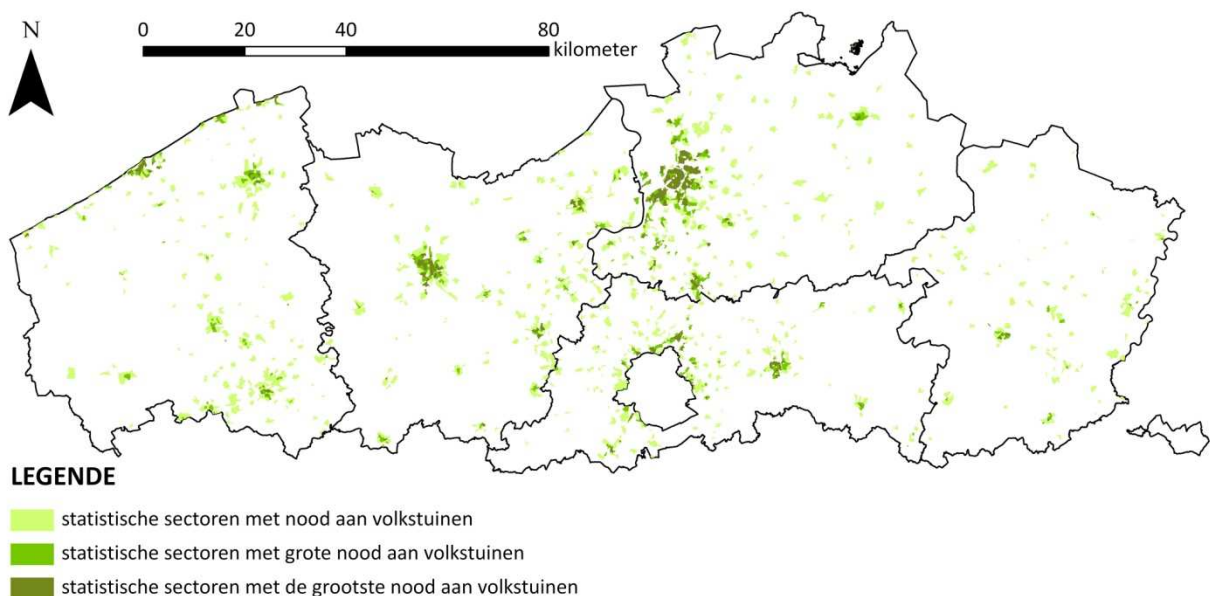 N
0 20 40 80
kilometer
LEGENDE
statistische sectoren met nood aan volkstuinen
statistische sectoren met grote nood aan volkstuinen
statistische sectoren met de grootste nood aan volkstuinen